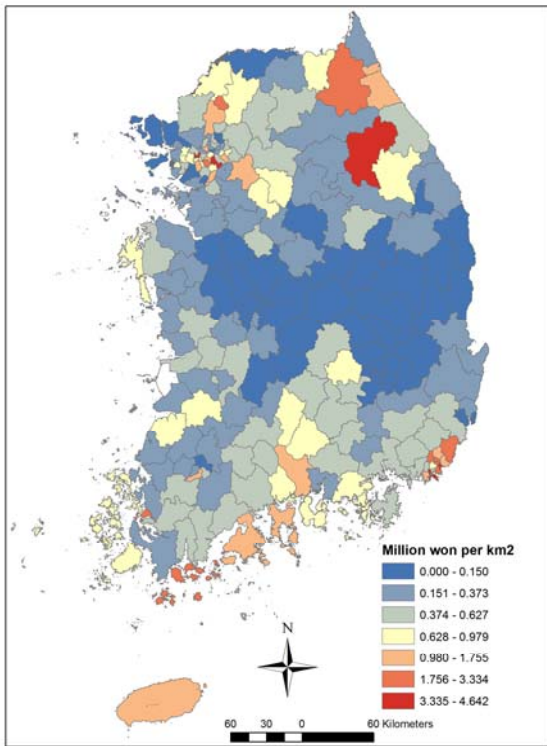 Million won per km2
0.000 - 0.150
0.151 - 0.373
0.374 - 0.627
0.628 - 0.979
0.980 - 1.755
1.756 - 3.334
3.335 - 4.642
N
60 30 0 60 Kilometers